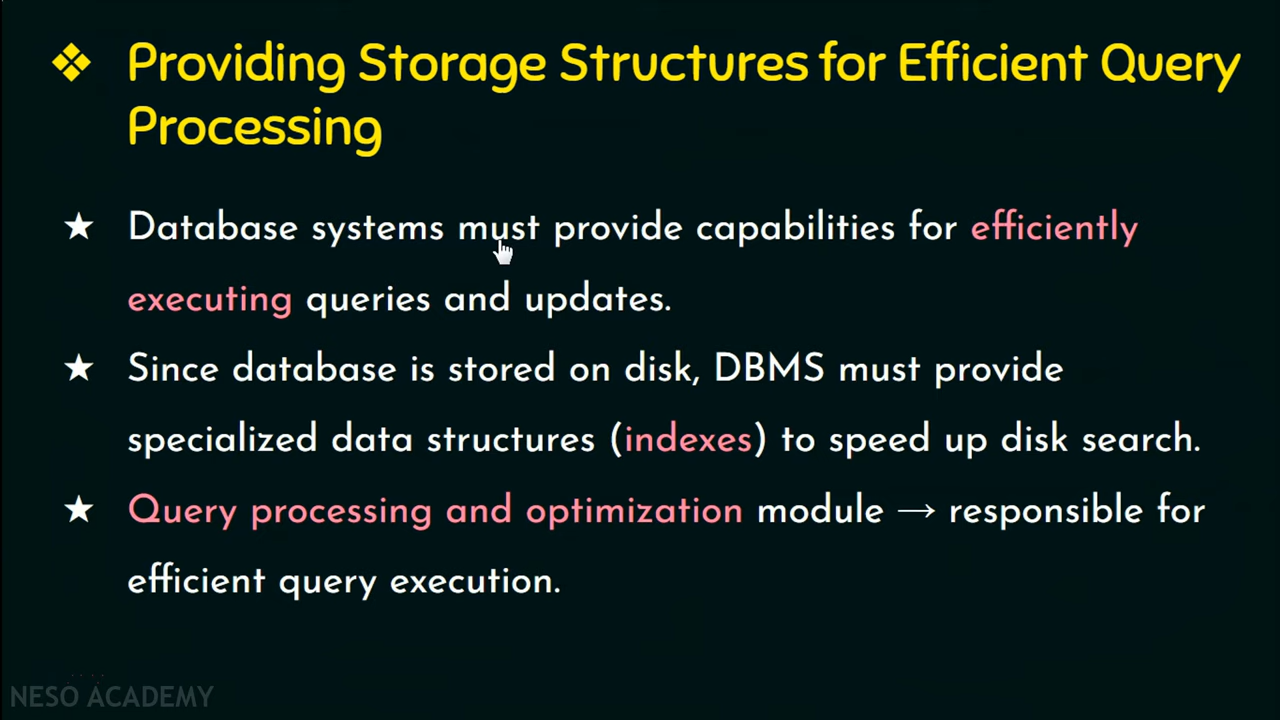 ❖ Providing Storage Structures for Efficient Query
Processing
★ Database systems must provide capabilities for efficiently
executing queries and updates.
★ Since database is stored on disk, DBMS must provide
specialized data structures (indexes) to speed up disk search.
★ Query processing and optimization module → responsible for
efficient query execution.
NESO ACADEMY